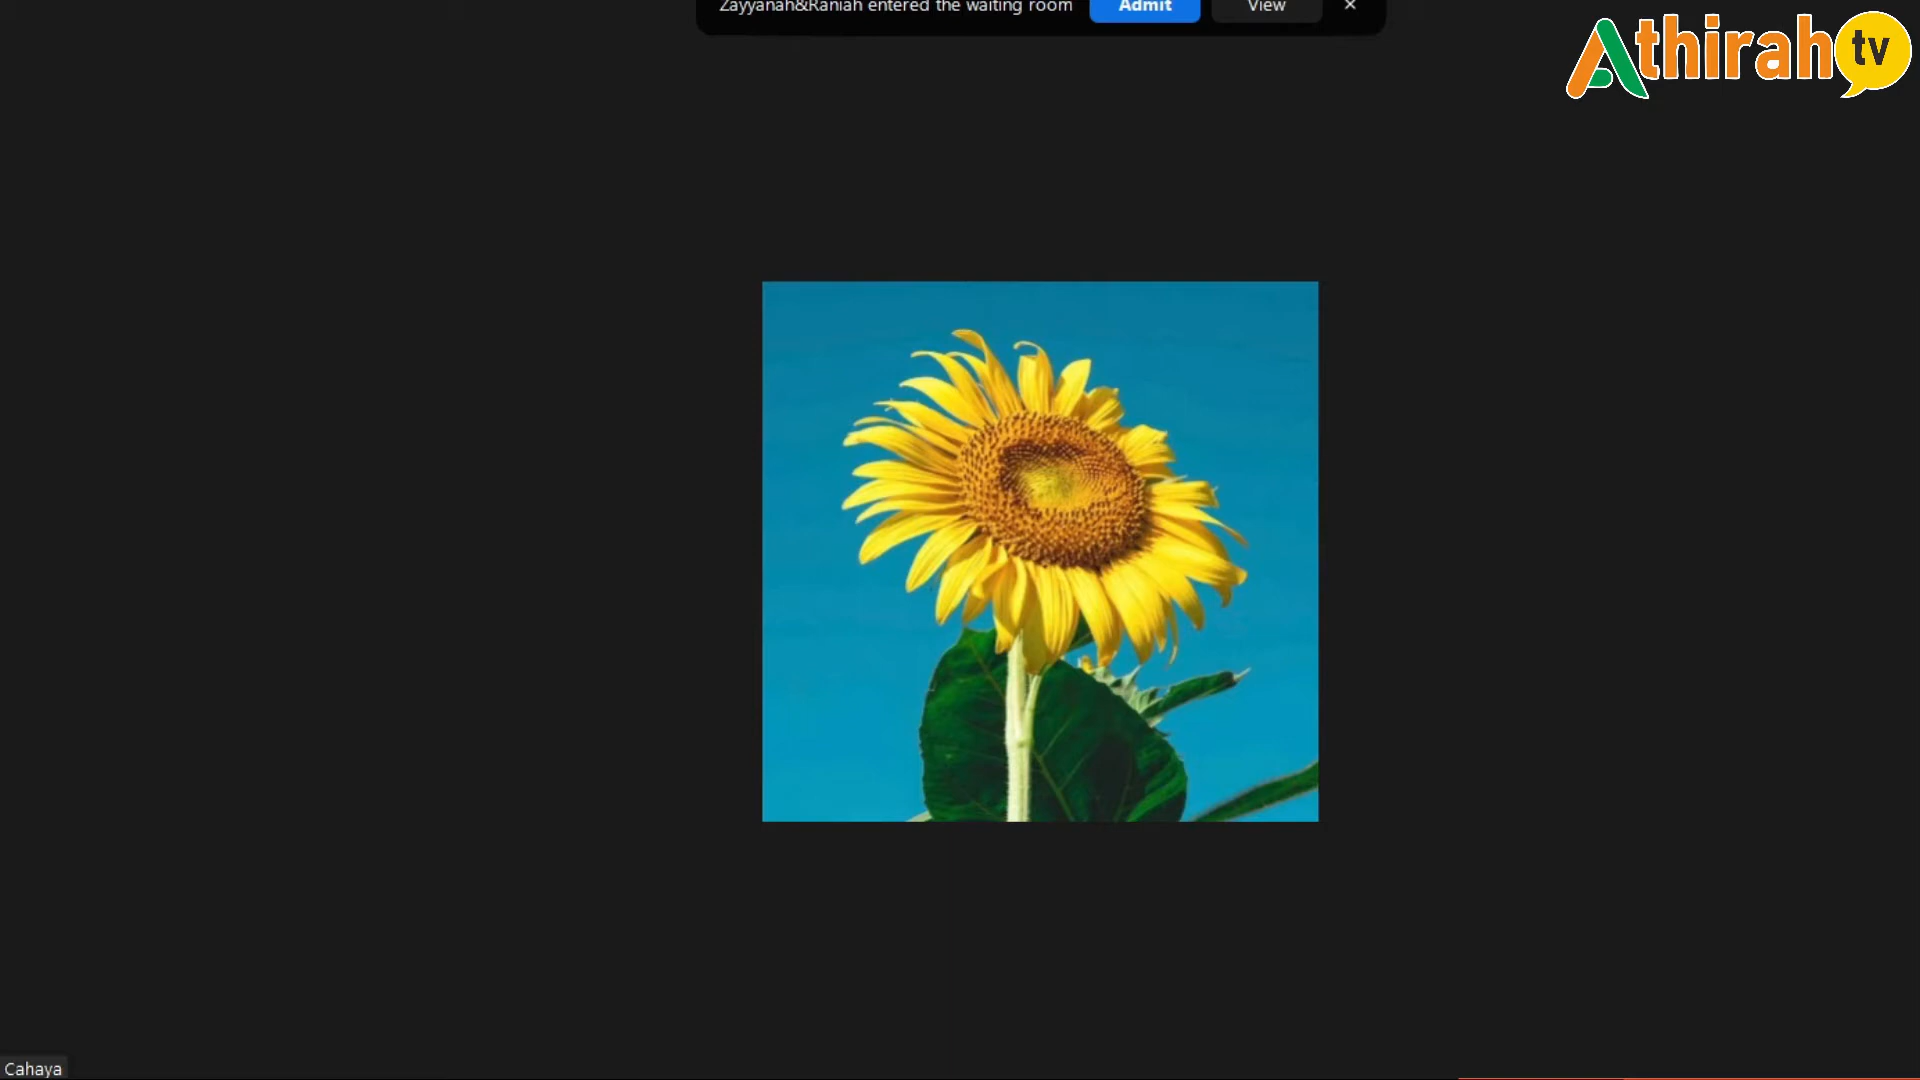 Zayyanah&Raniah entered the waiting room Admit View
Athirah tv
Cahaya